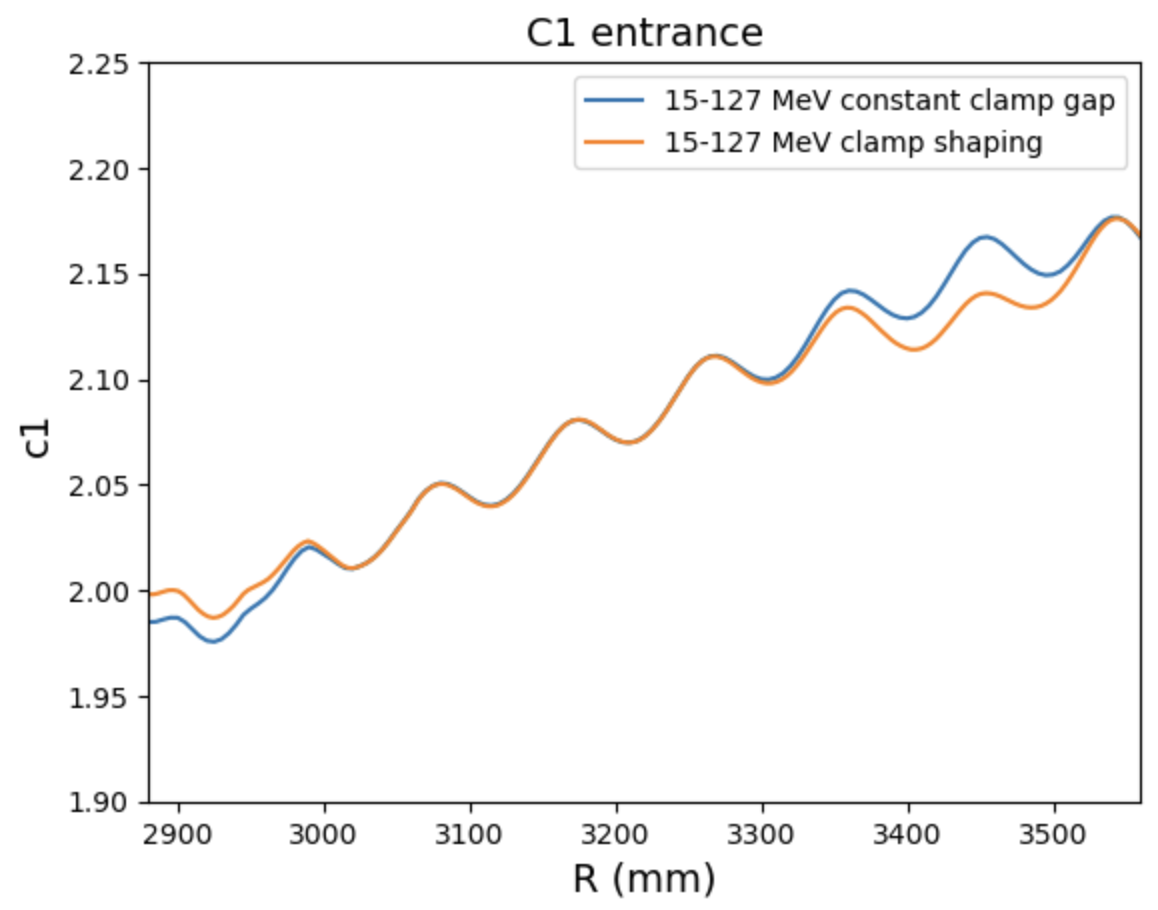 C1 entrance
15-127 MeV constant clamp gap
15-127 MeV clamp shaping
2.25
2.20
2.15
2.10
2.05
2.00
1.95
1.90
c1
2900 3000 3100 3200 3300 3400 3500
R (mm)